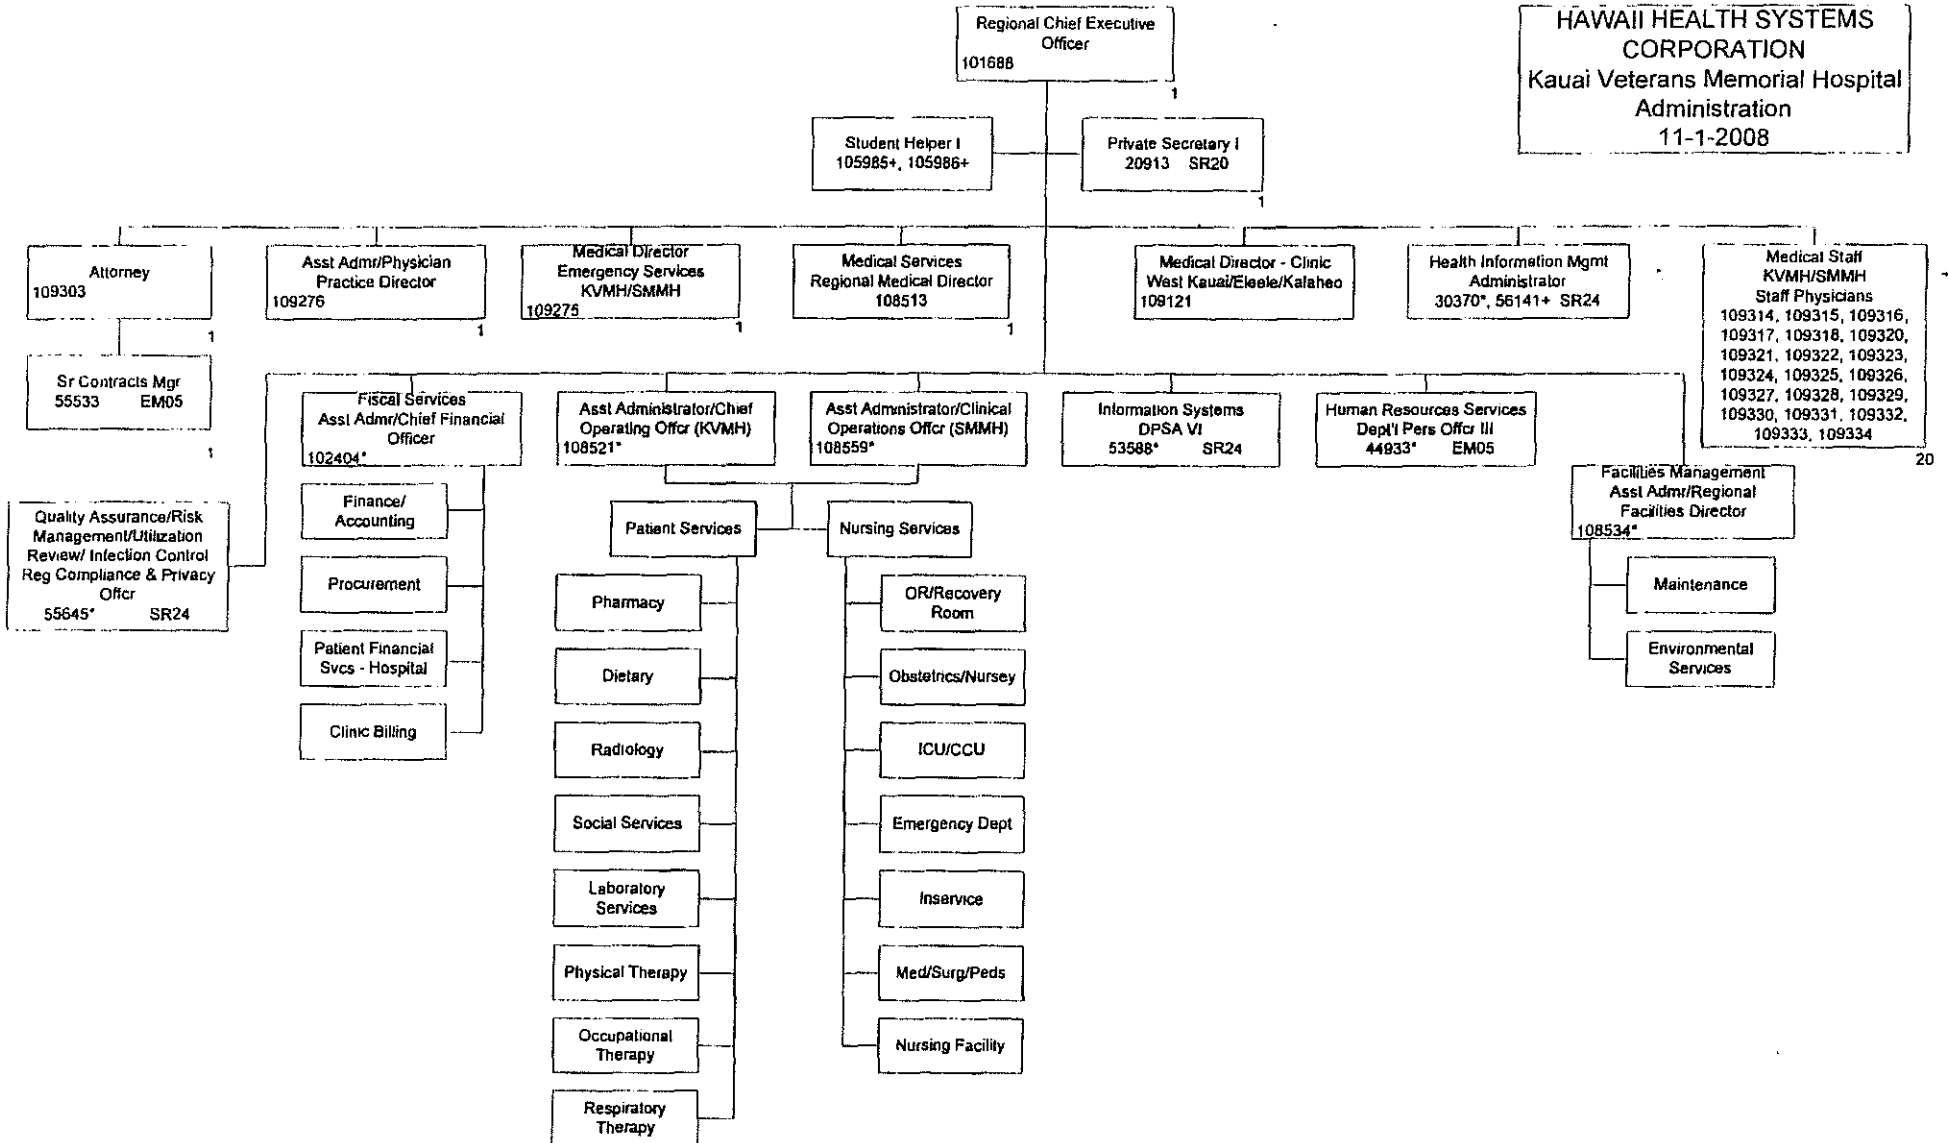 Regional Chief Executive
Officer
101688
1
HAWAII HEALTH SYSTEMS
CORPORATION
Kauai Veterans Memorial Hospital
Administration
11-1-2008
Student Helper I
105985+, 105986+
Private Secretary I
20913 SR20
1
Attorney
109303
1
Asst Admr/Physician
Practice Director
109276
1
Medical Director
Emergency Services
KVMH/SMMH
109275
1
Medical Services
Regional Medical Director
108513
1
Medical Director - Clinic
West Kauai/Eleele/Kalaheo
109121
Health Information Mgmt
Administrator
30370*, 56141+ SR24
Medical Staff
KVMH/SMMH
Staff Physicians
109314, 109315, 109316,
109317, 109318, 109320,
109321, 109322, 109323,
109324, 109325, 109326,
109327, 109328, 109329,
109330, 109331, 109332,
109333, 109334
20
Sr Contracts Mgr
55533 EM05
1
Fiscal Services
Asst Admr/Chief Financial
Officer
102404*
Asst Administrator/Chief
Operating Offcr (KVMH)
108521*
Asst Administrator/Clinical
Operations Offcr (SMMH)
108559*
Information Systems
DPSA VI
53588* SR24
Human Resources Services
Dept'l Pers Offcr III
44933* EM05
Facilities Management
Asst Admr/Regional
Facilities Director
108534*
Quality Assurance/Risk
Management/Utilization
Review/ Infection Control
Reg Compliance & Privacy
Offcr
55645* SR24
Finance/
Accounting
Procurement
Patient Financial
Svcs - Hospital
Clinic Billing
Patient Services
Nursing Services
Pharmacy
Dietary
Radiology
Social Services
Laboratory
Services
Physical Therapy
Occupational
Therapy
Respiratory
Therapy
OR/Recovery
Room
Obstetrics/Nursey
ICU/CCU
Emergency Dept
Inservice
Med/Surg/Peds
Nursing Facility
Maintenance
Environmental
Services